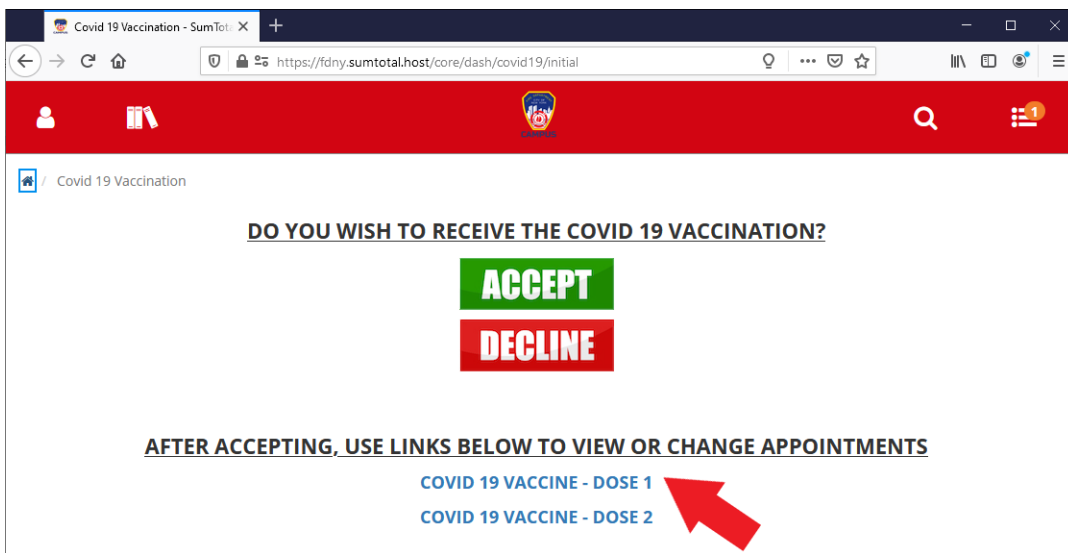 Covid 19 Vaccination - SumTot
https://fdny.sumtotal.host/core/dash/covid19/initial
CAMPUS
1
/ Covid 19 Vaccination
DO YOU WISH TO RECEIVE THE COVID 19 VACCINATION?
ACCEPT
DECLINE
AFTER ACCEPTING, USE LINKS BELOW TO VIEW OR CHANGE APPOINTMENTS
COVID 19 VACCINE - DOSE 1
COVID 19 VACCINE - DOSE 2